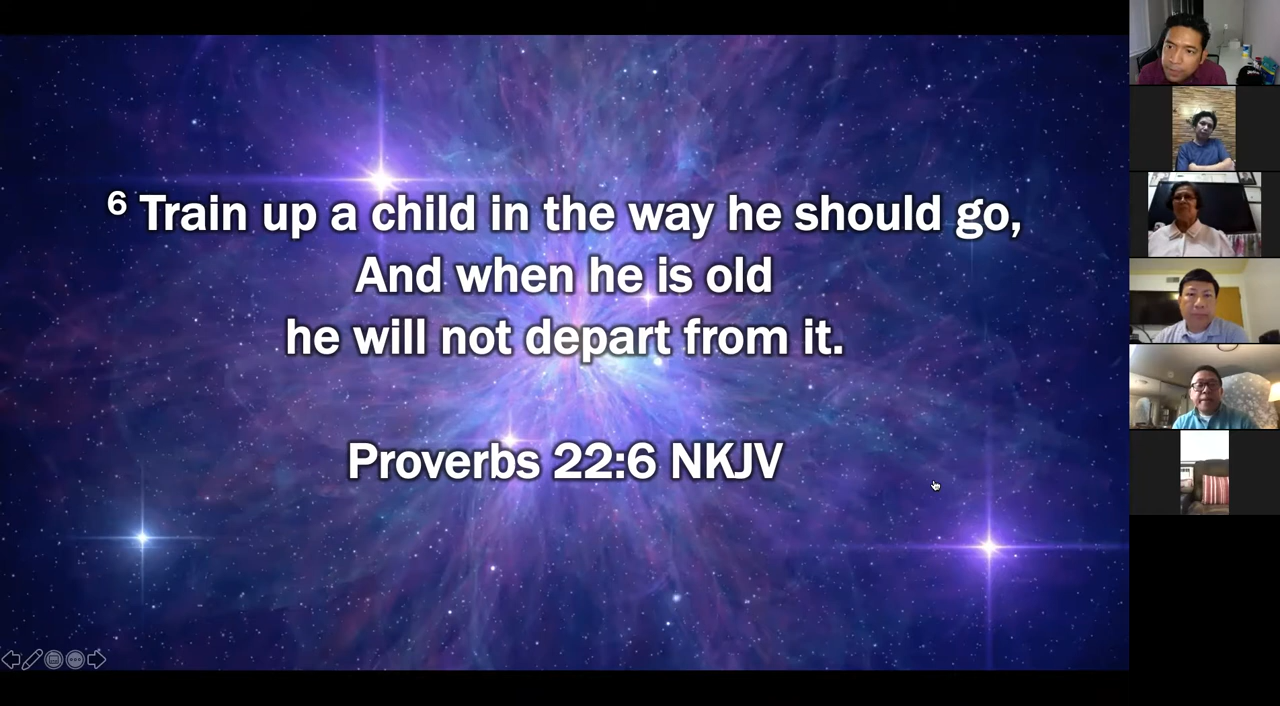 6 Train up a child in the way he should go,
And when he is old
he will not depart from it.
Proverbs 22:6 NKJV